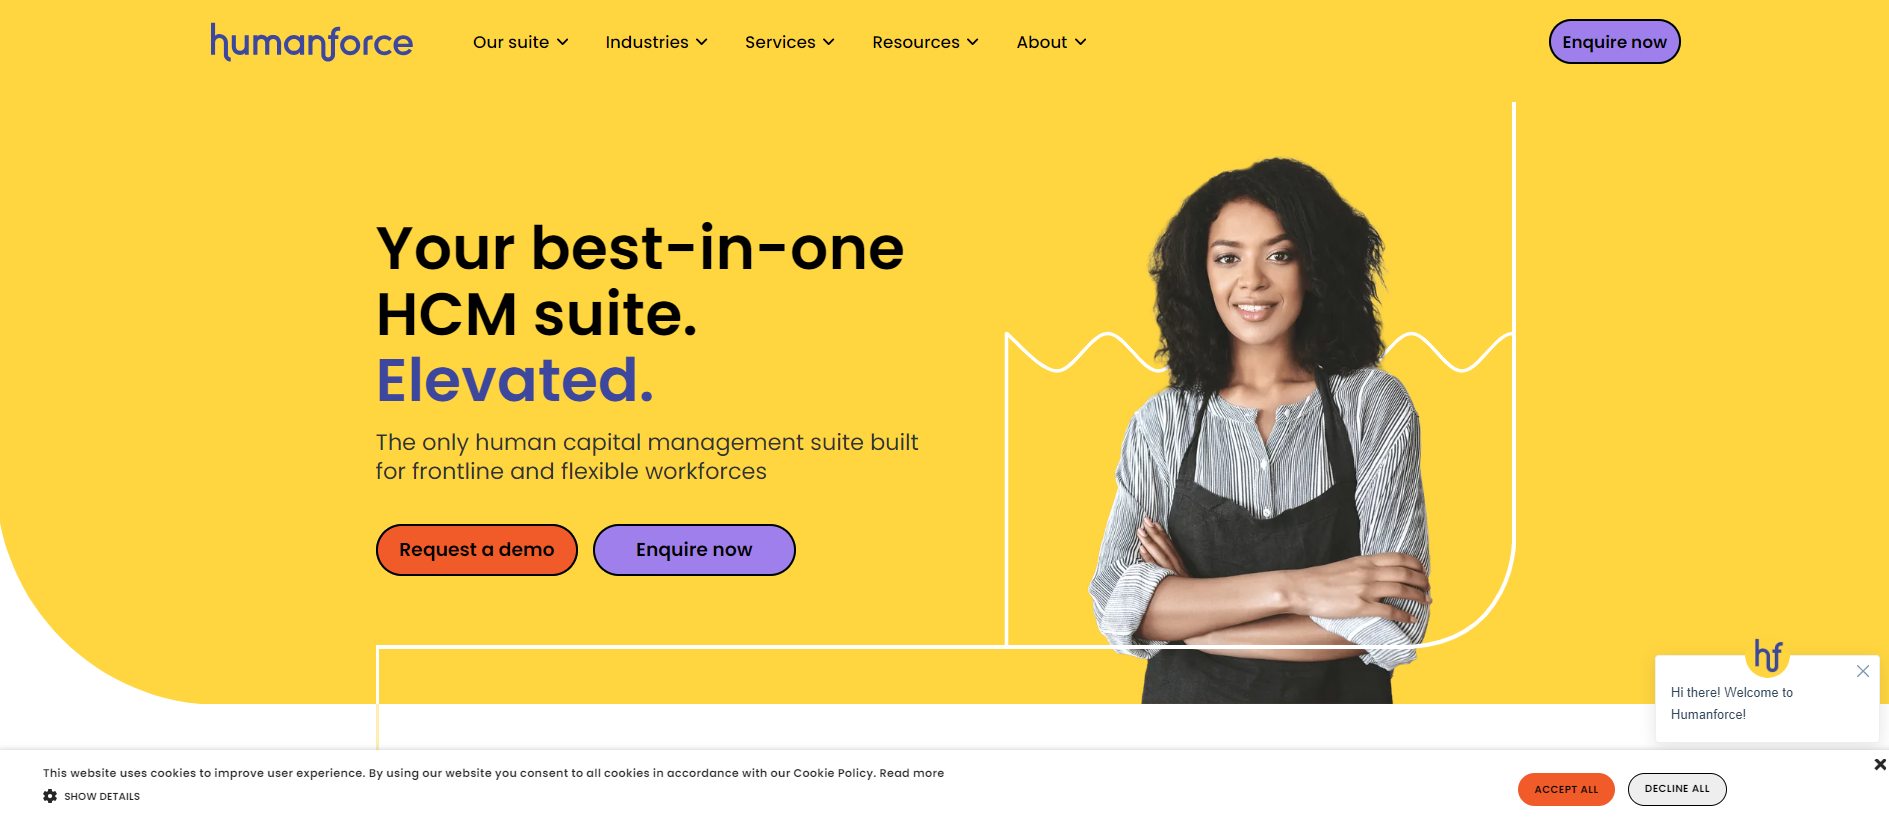 humanforce
Our suite
Industries
Services
Resources
About
Enquire now
Your best-in-one
HCM suite.
Elevated.
The only human capital management suite built
for frontline and flexible workforces
Request a demo
Enquire now
hf
Hi there! Welcome to
Humanforce!
This website uses cookies to improve user experience. By using our website you consent to all cookies in accordance with our Cookie Policy. Read more
SHOW DETAILS
ACCEPT ALL
DECLINE ALL